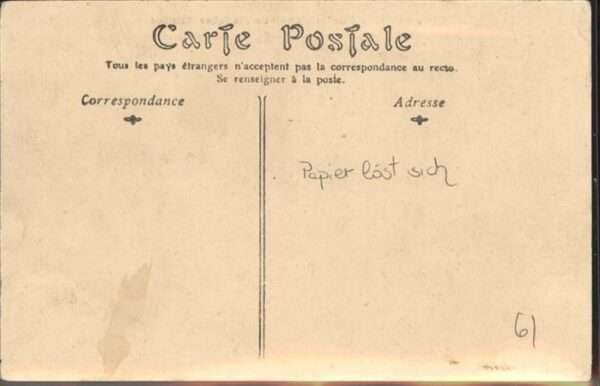 Carte Postale
Tous les pays étrangers n'acceptent pas la correspondance au recto.
Se renseigner à la poste.
Correspondance
Adresse
Papier löst sich
6)